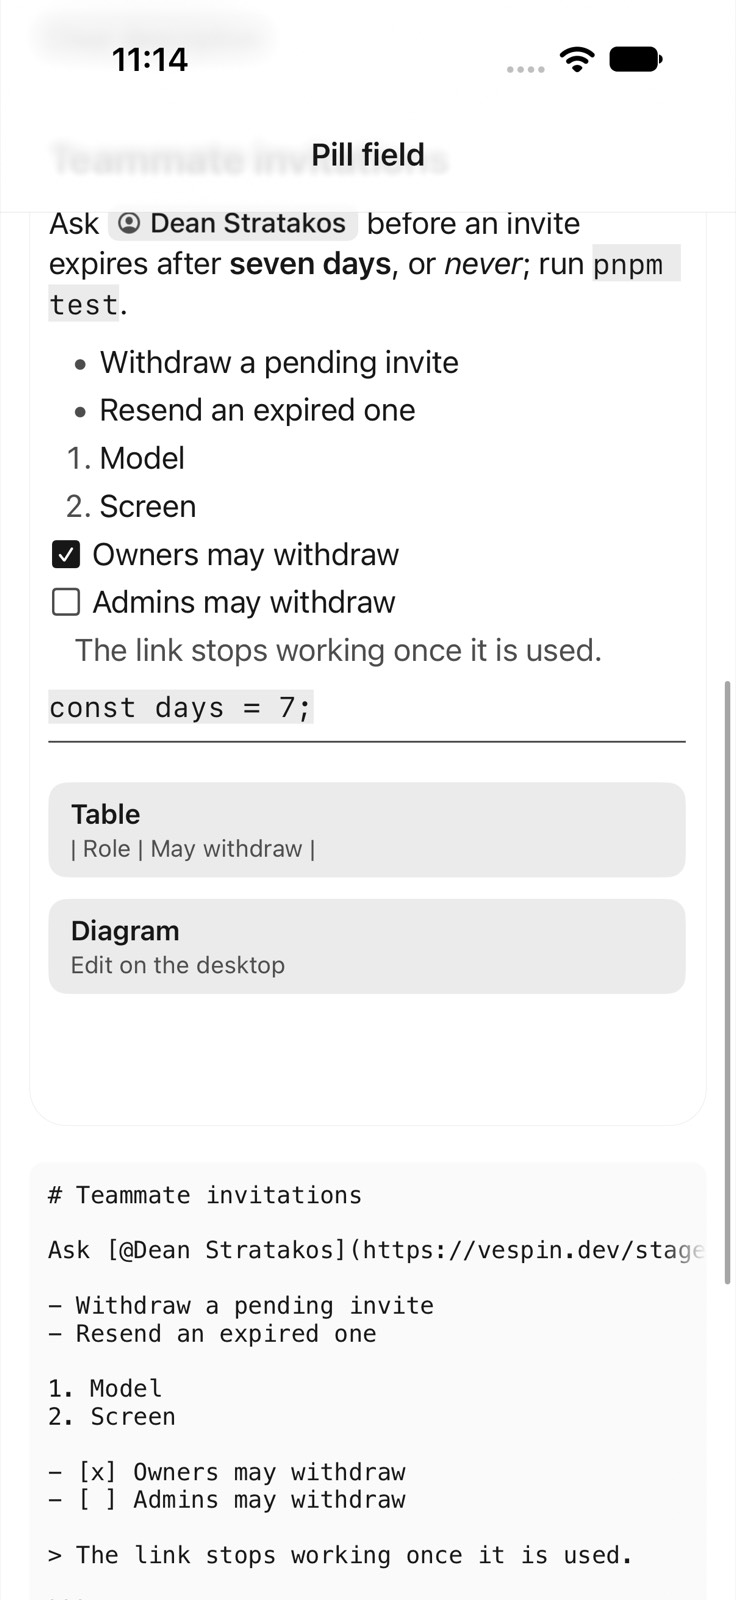 11:14
Teammate invitations
Pill field
Ask Dean Stratakos before an invite
expires after seven days, or never; run pnpm
test.
• Withdraw a pending invite
• Resend an expired one
1. Model
2. Screen
Owners may withdraw
Admins may withdraw
The link stops working once it is used.
const days = 7;
Table
| Role | May withdraw |
Diagram
Edit on the desktop
# Teammate invitations
Ask [@Dean Stratakos](https://vespin.dev/stage
- Withdraw a pending invite
- Resend an expired one
1. Model
2. Screen
- [x] Owners may withdraw
- [ ] Admins may withdraw
> The link stops working once it is used.